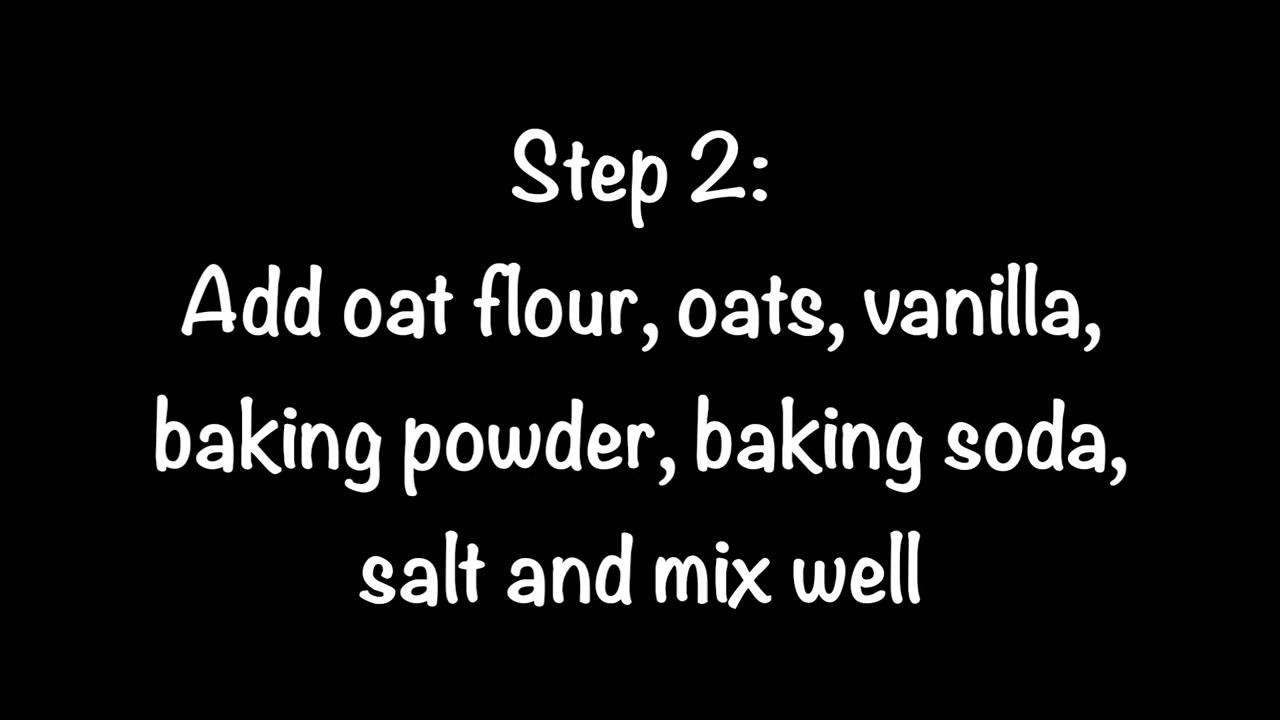 Step 2:
Add oat flour, oats, vanilla,
baking powder, baking soda,
salt and mix well